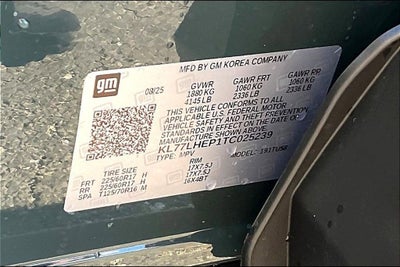 MFD BY GM KOREA COMPANY
gm
08/25 GVWR GAWR FRT GAWR RR
1880 KG 1060 KG 1060 KG
4145 LB 2336 LB 2336 LB
THIS VEHICLE CONFORMS TO ALL
APPLICABLE U.S. FEDERAL MOTOR
VEHICLE SAFETY AND THEFT PREVENTION
STANDARDS IN EFFECT ON THE DATE OF
MANUFACTURE SHOWN ABOVE
KL77LHEP1TC025239
TYPE: MPV MODEL: 1TU58
TIRE SIZE RIM
FRT 225/60R17 H 17X7.5J
RR 225/60R17 H 17X7.5J
SPA T125/70R16 M 16X4BT